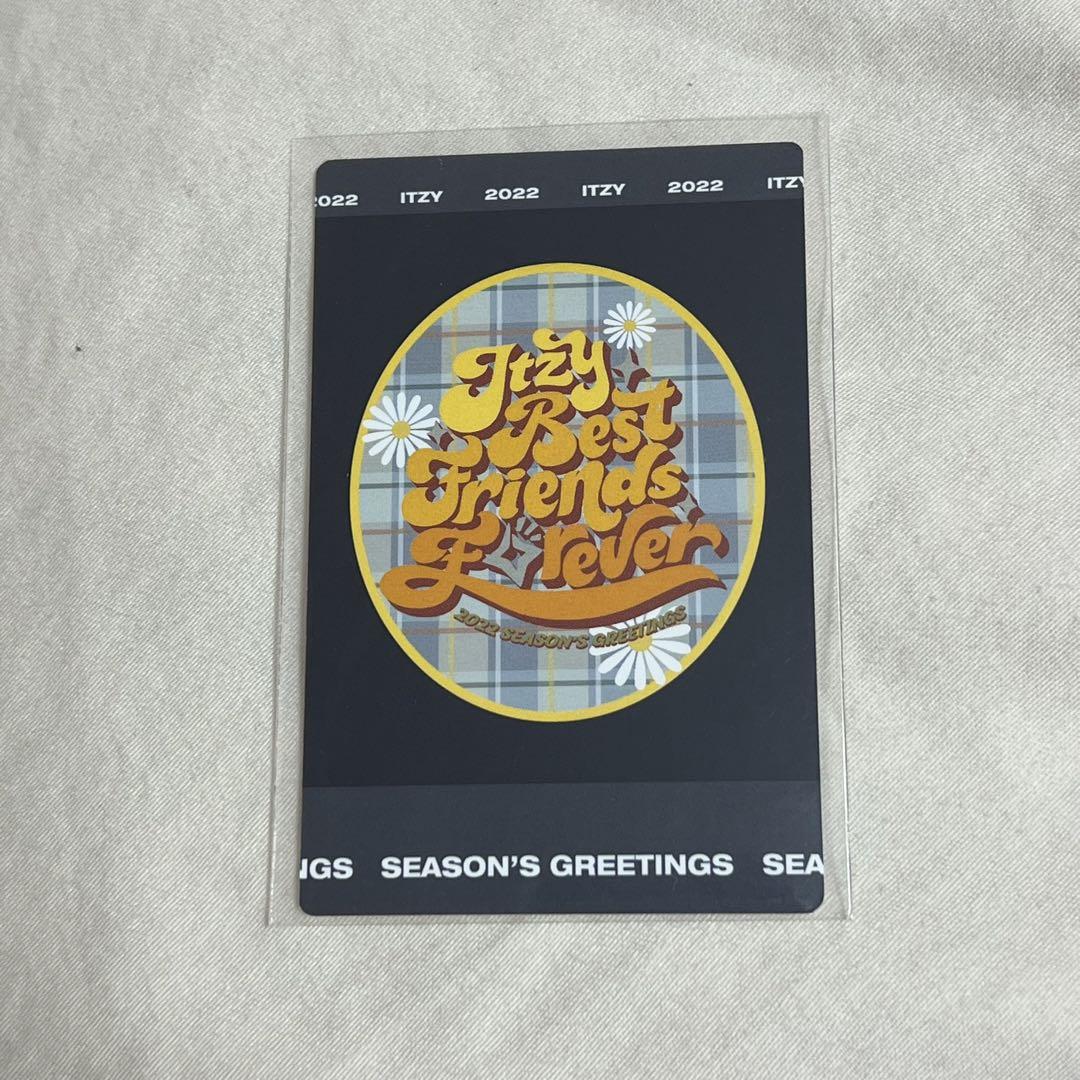 2022 ITZY 2022 ITZY 2022 ITZY
Itzy
Best
Friends
Forever
2022 SEASON'S GREETINGS
NGS SEASON'S GREETINGS SEA